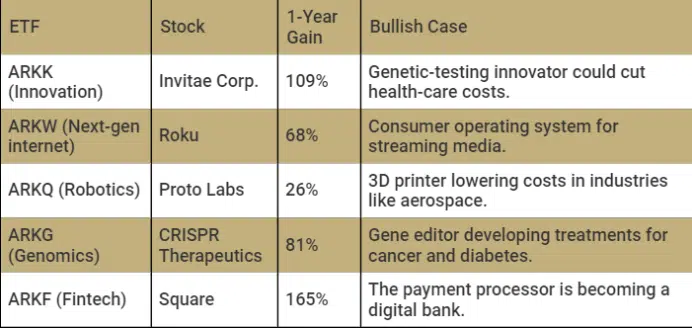 ETF Stock 1-Year Gain Bullish Case
ARKK (Innovation) Invitae Corp. 109% Genetic-testing innovator could cut health-care costs.
ARKW (Next-gen internet) Roku 68% Consumer operating system for streaming media.
ARKQ (Robotics) Proto Labs 26% 3D printer lowering costs in industries like aerospace.
ARKG (Genomics) CRISPR Therapeutics 81% Gene editor developing treatments for cancer and diabetes.
ARKF (Fintech) Square 165% The payment processor is becoming a digital bank.